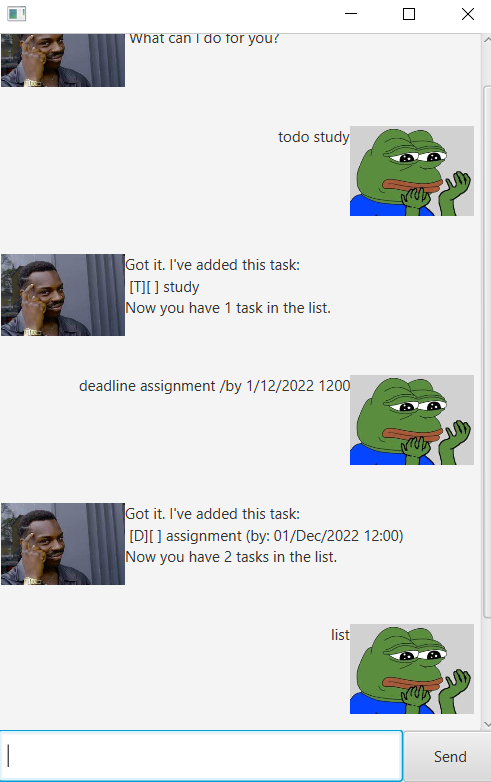 What can I do for you?
todo study
Got it. I've added this task:
[T][ ] study
Now you have 1 task in the list.
deadline assignment /by 1/12/2022 1200
Got it. I've added this task:
[D][ ] assignment (by: 01/Dec/2022 12:00)
Now you have 2 tasks in the list.
list
Send